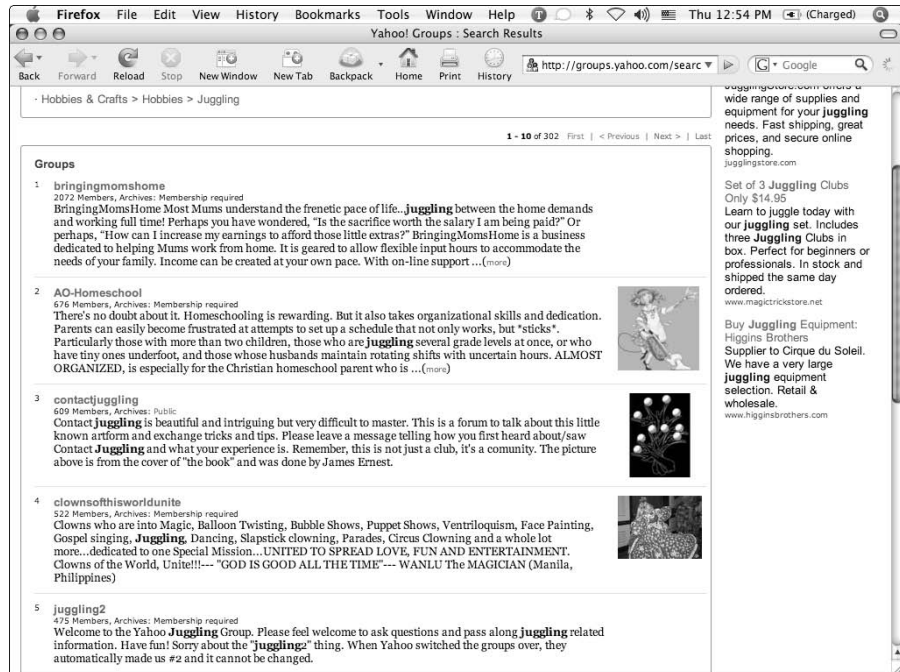 Firefox File Edit View History Bookmarks Tools Window Help T Thu 12:54 PM (Charged)
Yahoo! Groups : Search Results
Back Forward Reload Stop New Window New Tab Backpack Home Print History http://groups.yahoo.com/searc G Google
· Hobbies & Crafts > Hobbies > Juggling
1 - 10 of 302 First | < Previous | Next > | Last
Groups
1 bringingmomshome
2072 Members, Archives: Membership required
BringingMomsHome Most Mums understand the frenetic pace of life...juggling between the home demands
and working full time! Perhaps you have wondered, “Is the sacrifice worth the salary I am being paid?” Or
perhaps, “How can I increase my earnings to afford those little extras?” BringingMomsHome is a business
dedicated to helping Mums work from home. It is geared to allow flexible input hours to accommodate the
needs of your family. Income can be created at your own pace. With on-line support ...(more)
2 AO-Homeschool
676 Members, Archives: Membership required
There's no doubt about it. Homeschooling is rewarding. But it also takes organizational skills and dedication.
Parents can easily become frustrated at attempts to set up a schedule that not only works, but *sticks*.
Particularly those with more than two children, those who are juggling several grade levels at once, or who
have tiny ones underfoot, and those whose husbands maintain rotating shifts with uncertain hours. ALMOST
ORGANIZED, is especially for the Christian homeschool parent who is ...(more)
3 contactjuggling
609 Members, Archives: Public
Contact juggling is beautiful and intriguing but very difficult to master. This is a forum to talk about this little
known artform and exchange tricks and tips. Please leave a message telling how you first heard about/saw
Contact Juggling and what your experience is. Remember, this is not just a club, it's a comunity. The picture
above is from the cover of "the book" and was done by James Ernest.
4 clownsofthisworldunite
522 Members, Archives: Membership required
Clowns who are into Magic, Balloon Twisting, Bubble Shows, Puppet Shows, Ventriloquism, Face Painting,
Gospel singing, Juggling, Dancing, Slapstick clowning, Parades, Circus Clowning and a whole lot
more...dedicated to one Special Mission...UNITED TO SPREAD LOVE, FUN AND ENTERTAINMENT.
Clowns of the World, Unite!!!--- "GOD IS GOOD ALL THE TIME"--- WANLU The MAGICIAN (Manila,
Philippines)
5 juggling2
475 Members, Archives: Membership required
Welcome to the Yahoo Juggling Group. Please feel welcome to ask questions and pass along juggling related
information. Have fun! Sorry about the "juggling2" thing. When Yahoo switched the groups over, they
automatically made us #2 and it cannot be changed.
JugglingStore.com offers a
wide range of supplies and
equipment for your juggling
needs. Fast shipping, great
prices, and secure online
shopping.
jugglingstore.com
Set of 3 Juggling Clubs
Only $14.95
Learn to juggle today with
our juggling set. Includes
three Juggling Clubs in
box. Perfect for beginners or
professionals. In stock and
shipped the same day
ordered.
www.magictrickstore.net
Buy Juggling Equipment:
Higgins Brothers
Supplier to Cirque du Soleil.
We have a very large
juggling equipment
selection. Retail &
wholesale.
www.higginsbrothers.com